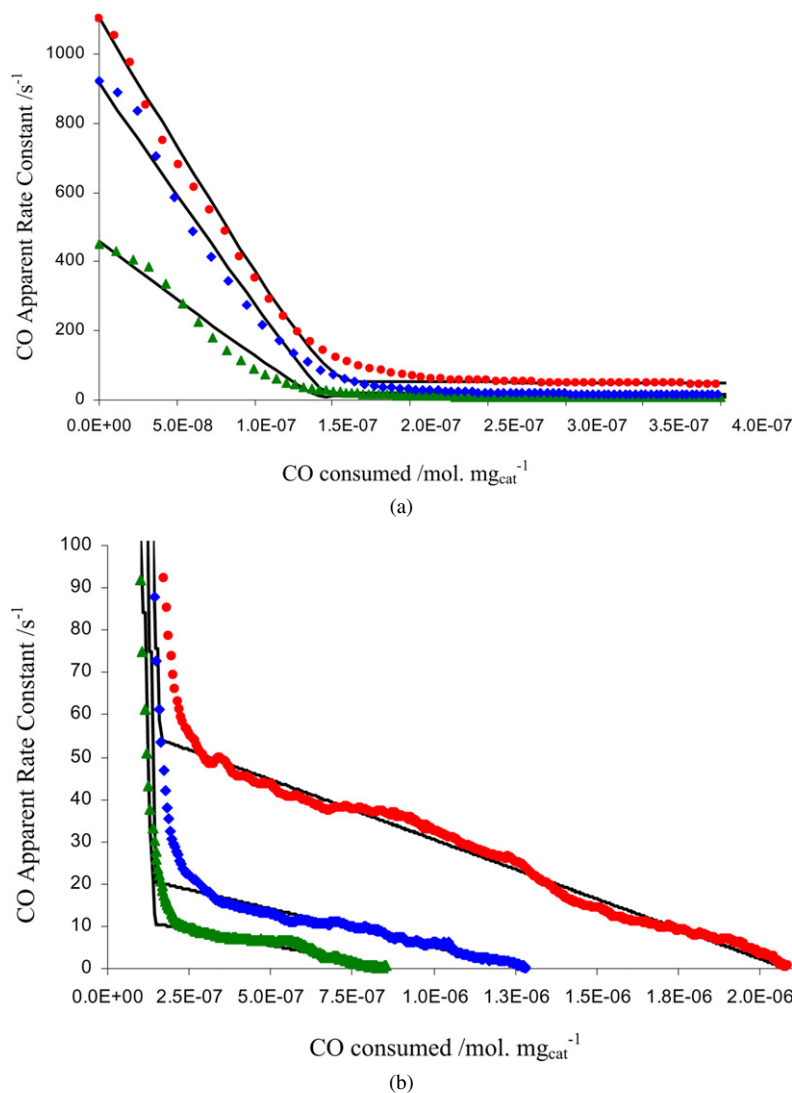 CO Apparent Rate Constant /s⁻¹
1000
800
600
400
200
0
0.0E+00 5.0E-08 1.0E-07 1.5E-07 2.0E-07 2.5E-07 3.0E-07 3.5E-07 4.0E-07
CO consumed /mol. mg_cat⁻¹
(a)
CO Apparent Rate Constant /s⁻¹
100
90
80
70
60
50
40
30
20
10
0
0.0E+00 2.5E-07 5.0E-07 7.5E-07 1.0E-06 1.3E-06 1.5E-06 1.8E-06 2.0E-06
CO consumed /mol. mg_cat⁻¹
(b)